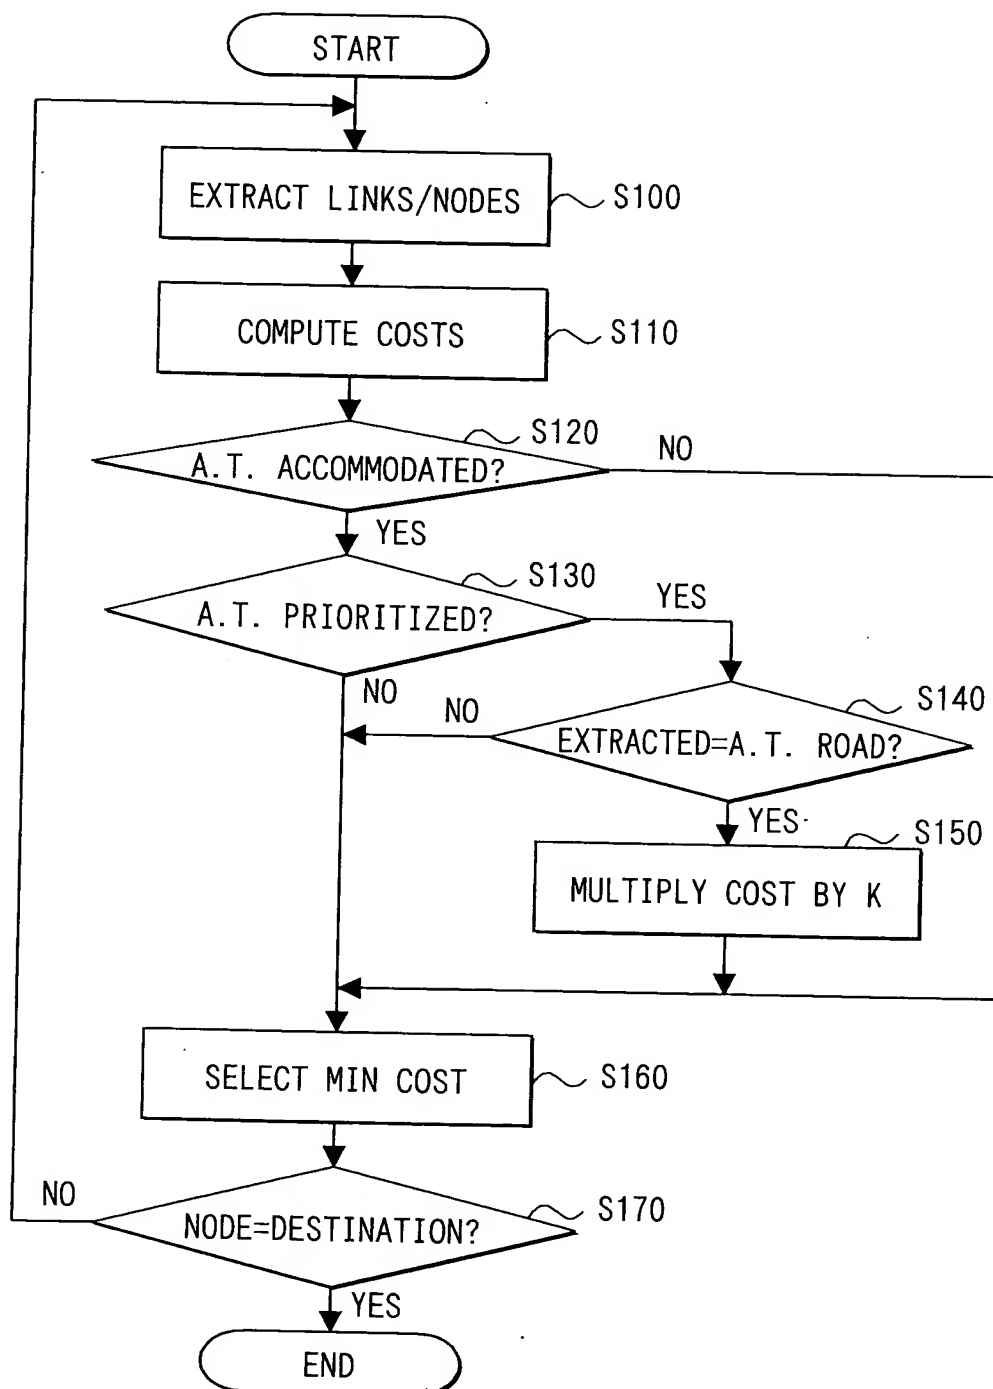 START
EXTRACT LINKS/NODES
S100
COMPUTE COSTS
S110
S120
A.T. ACCOMMODATED?
NO
YES
S130
A.T. PRIORITIZED?
YES
NO
S140
NO
EXTRACTED=A.T. ROAD?
YES
S150
MULTIPLY COST BY K
SELECT MIN COST
S160
NO
S170
NODE=DESTINATION?
YES
END